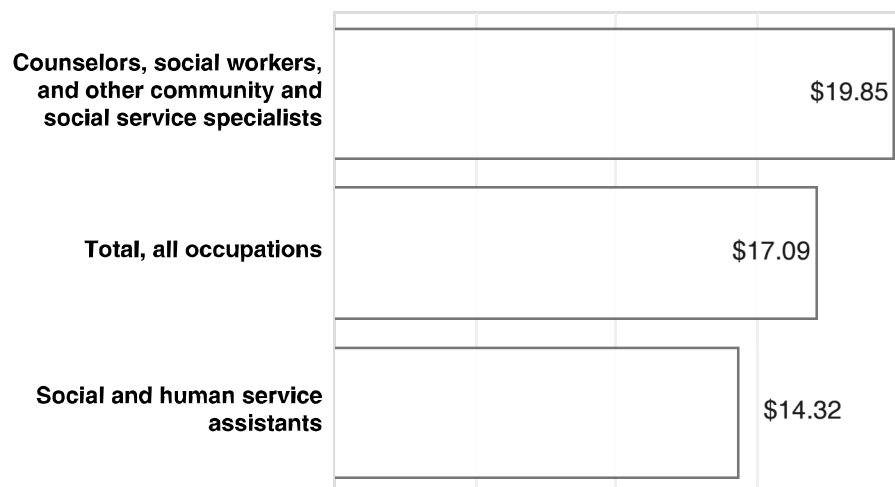 Counselors, social workers,
and other community and
social service specialists
$19.85
Total, all occupations
$17.09
Social and human service
assistants
$14.32